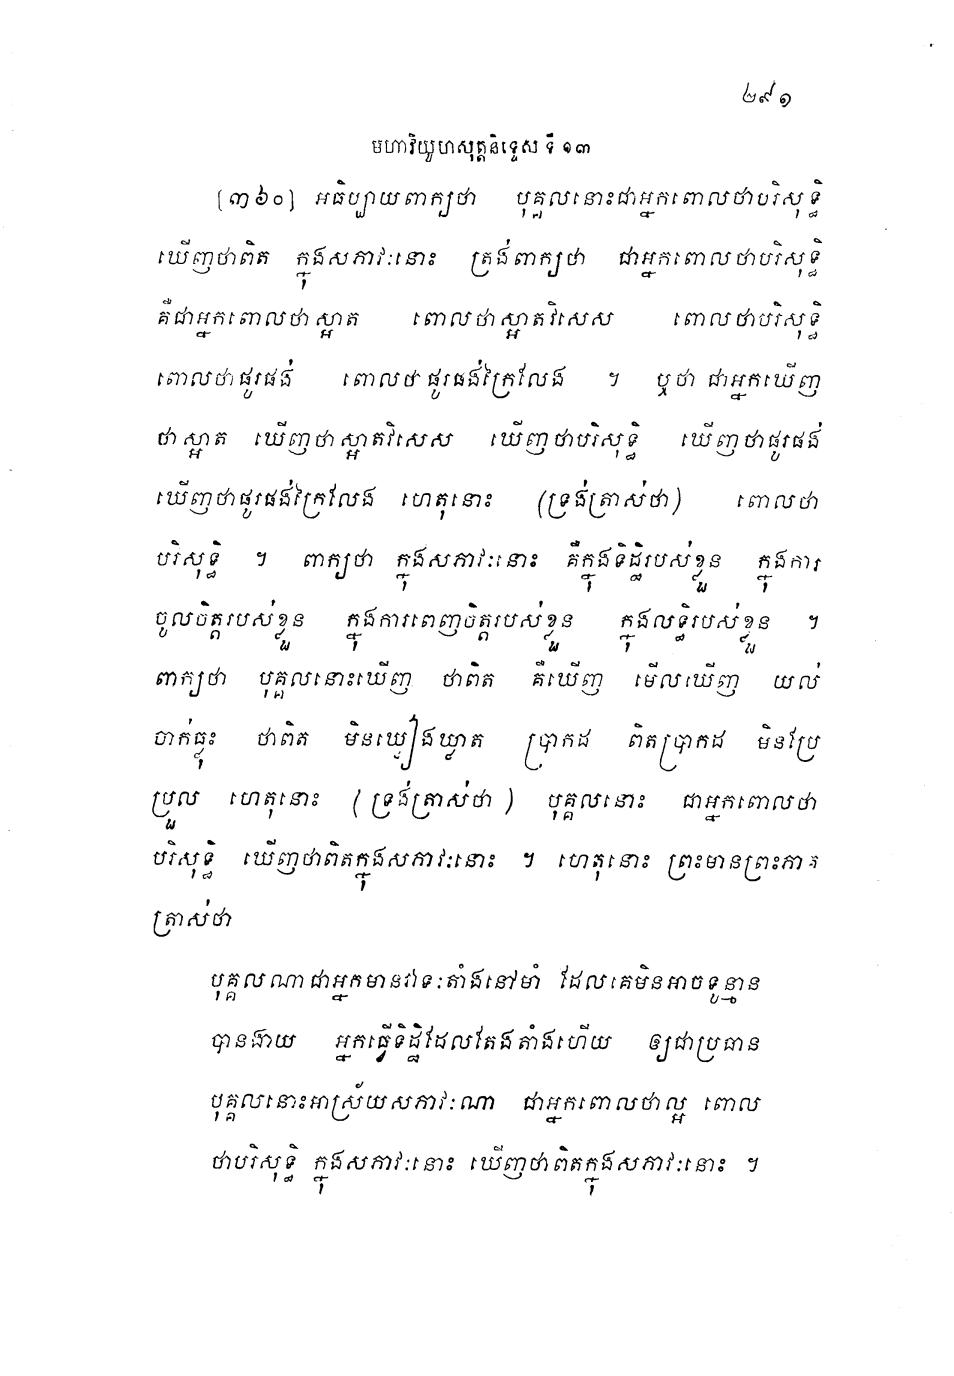 ២៩១
មហាវិយូហសុត្តនិទ្ទេស ទី ១៣
[៣៦០] អធិប្បាយពាក្យថា បុគ្គលនោះជាអ្នកពោលថាបរិសុទ្ធិ
ឃើញថាពិត ក្នុងសភាវៈនោះ ត្រង់ពាក្យថា ជាអ្នកពោលថាបរិសុទ្ធិ
គឺជាអ្នកពោលថាស្អាត ពោលថាស្អាតវិសេស ពោលថាបរិសុទ្ធិ
ពោលថាផូរផង់ ពោលថាផូរផង់ក្រៃលែង ។ ឬថា ជាអ្នកឃើញ
ថាស្អាត ឃើញថាស្អាតវិសេស ឃើញថាបរិសុទ្ធិ ឃើញថាផូរផង់
ឃើញថាផូរផង់ក្រៃលែង ហេតុនោះ (ទ្រង់ត្រាស់ថា) ពោលថា
បរិសុទ្ធិ ។ ពាក្យថា ក្នុងសភាវៈនោះ គឺក្នុងទិដ្ឋិរបស់ខ្លួន ក្នុងការ
ចូលចិត្តរបស់ខ្លួន ក្នុងការពេញចិត្តរបស់ខ្លួន ក្នុងលទ្ធិរបស់ខ្លួន ។
ពាក្យថា បុគ្គលនោះឃើញ ថាពិត គឺឃើញ មើលឃើញ យល់
ចាក់ធ្លុះ ថាពិត មិនឃ្លៀងឃ្លាត ប្រាកដ ពិតប្រាកដ មិនប្រែ
ប្រួល ហេតុនោះ (ទ្រង់ត្រាស់ថា) បុគ្គលនោះ ជាអ្នកពោលថា
បរិសុទ្ធិ ឃើញថាពិតក្នុងសភាវៈនោះ ។ ហេតុនោះ ព្រះមានព្រះភាគ
ត្រាស់ថា
បុគ្គលណាជាអ្នកមានវាទៈតាំងនៅមាំ ដែលគេមិនអាចទូន្មាន
បានងាយ អ្នកធ្វើទិដ្ឋិដែលតែងតាំងហើយ ឲ្យជាប្រធាន
បុគ្គលនោះអាស្រ័យសភាវៈណា ជាអ្នកពោលថាល្អ ពោល
ថាបរិសុទ្ធិ ក្នុងសភាវៈនោះ ឃើញថាពិតក្នុងសភាវៈនោះ ។